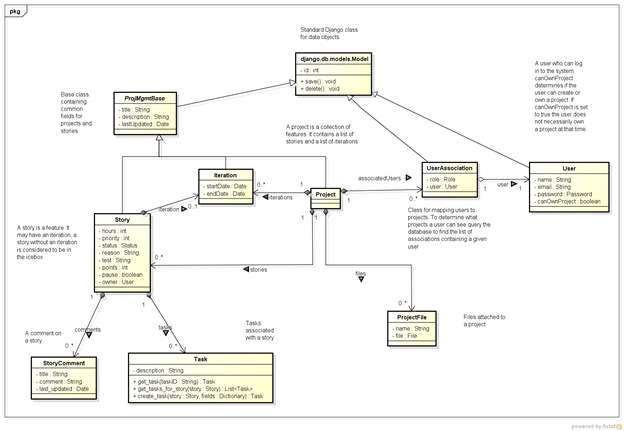 pkg
Standard Django class
for data objects
django.db.models.Model
- id : int
+ save() : void
+ delete() : void
A user who can log
in to the system.
canOwnProject
determines if the
user can create or
own a project. If
canOwnProject is set
to true the user does
not necessarily own
a project at that time.
Base class
containing
common
fields for
projects and
stories
ProjMgmtBase
- title : String
- description : String
- lastUpdated : Date
A project is a collection of
features. It contains a list of
stories and a list of iterations
Iteration
- startDate : Date
- endDate : Date
0..*
1
iterations
Project
1
associatedUsers
0..*
UserAssociation
- role : Role
- user : User
1
user
1
User
- name : String
- email : String
- password : Password
- canOwnProject : boolean
iteration
0..1
Class for mapping users to
projects. To determine what
projects a user can see query the
database to find the list of
associations containing a given
user
1
1
A story is a feature. It
may have an iteration, a
story without an iteration
is considered to be in
the icebox
Story
- hours : int
- priority : int
- status : Status
- reason : String
- test : String
- points : int
- pause : boolean
- owner : User
0..*
stories
files
1
1
0..*
comments
tasks
A comment on
a story
0..*
0..*
Tasks
associated
with a story
ProjectFile
- name : String
- file : File
Files attached to
a project
StoryComment
- title : String
- comment : String
- last_updated : Date
Task
- description : String
+ get_task(taskID : String) : Task
+ get_tasks_for_story(story : Story) : List<Task>
+ create_task(story : Story, fields : Dictionary) : Task
powered by Astah